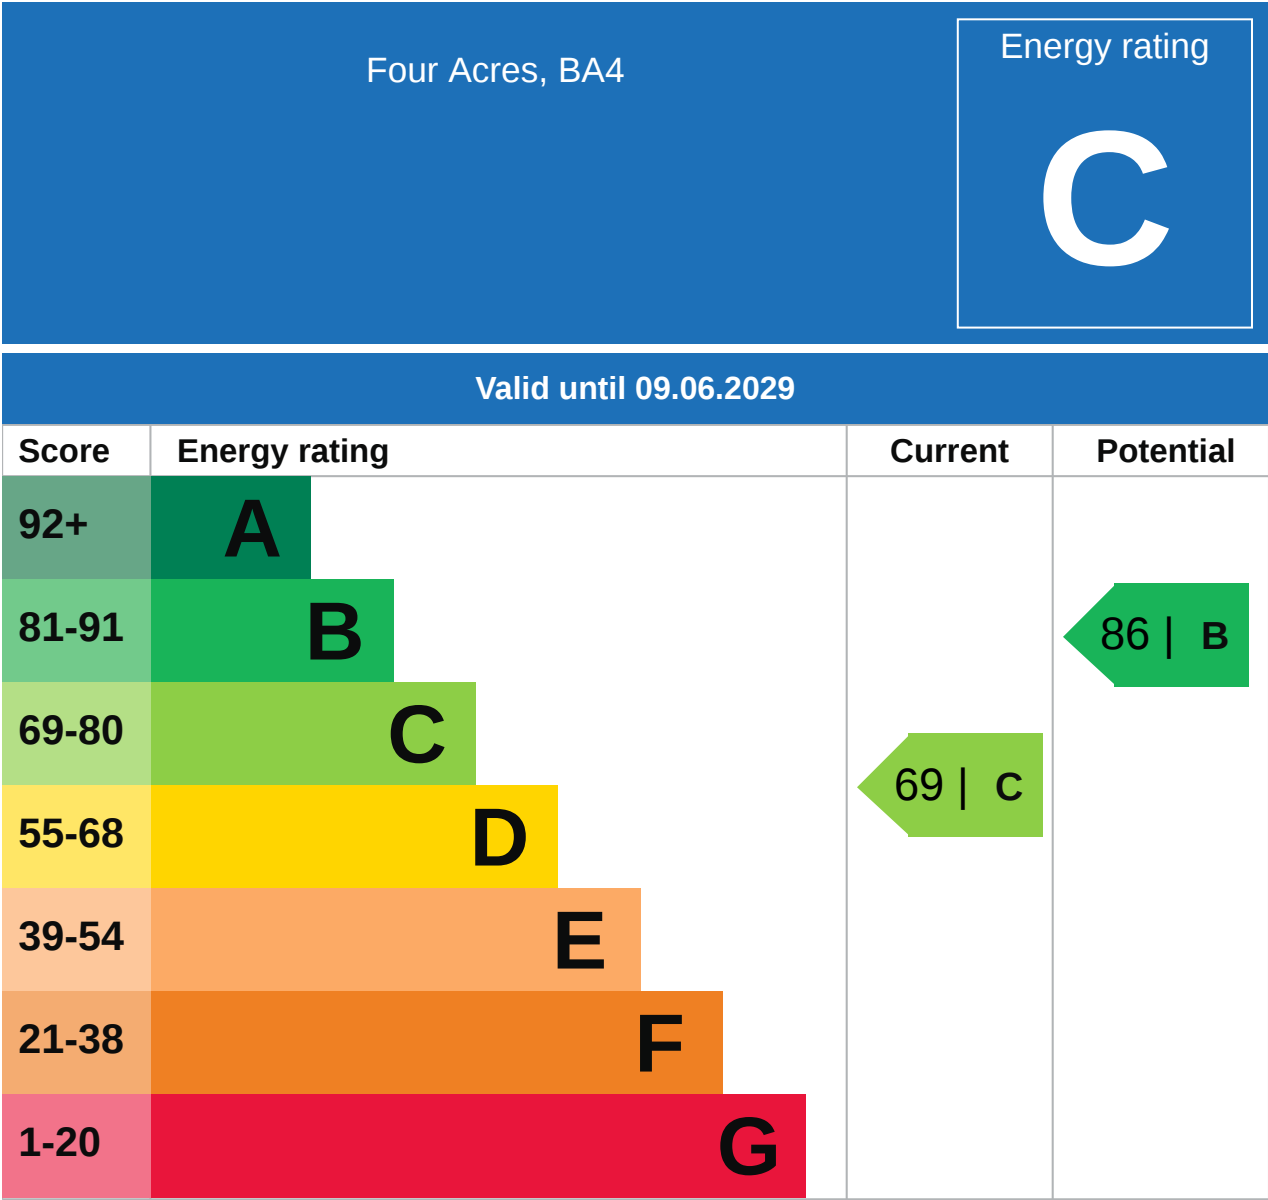 Four Acres, BA4
Energy rating
C
Valid until 09.06.2029
Score Energy rating Current Potential
92+ A
81-91 B
86 | B
69-80 C
69 | C
55-68 D
39-54 E
21-38 F
1-20 G